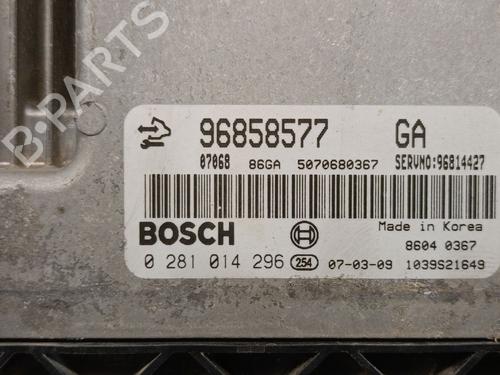 B-PARTS
96858577 GA
07068 86GA 5070680367 SERVNO:96814427
BOSCH Made in Korea
8604 0367
0 281 014 296 254 07-03-09 1039S21649